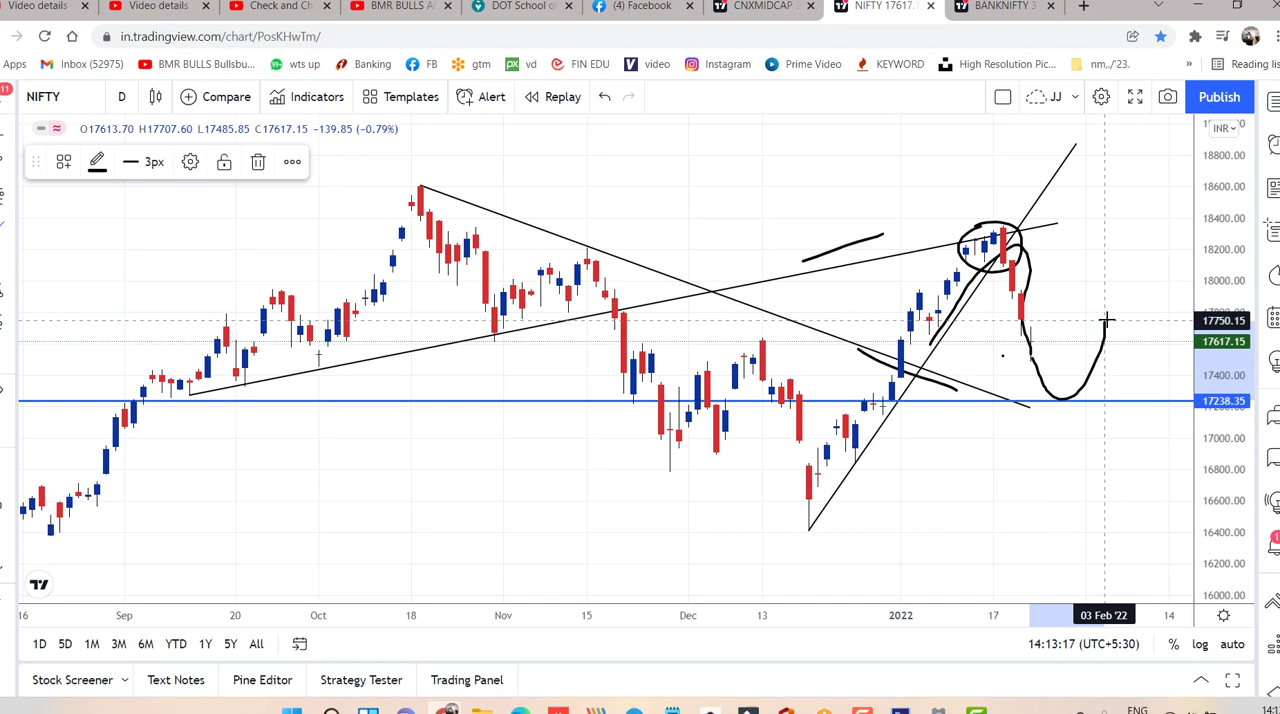 Video details - Video details - Check and Ch BMR BULLS A DOT School of (4) Facebook CNXMIDCAP NIFTY 17617.1 BANKNIFTY 3
in.tradingview.com/chart/PosKHwTm/
Apps Inbox (52975) BMR BULLS Bullsbu... wts up Banking FB gtm vd FIN EDU video Instagram Prime Video KEYWORD High Resolution Pic... nm,./'23. » Reading lis
11 NIFTY D Compare Indicators Templates Alert Replay JJ Publish
O17613.70 H17707.60 L17485.85 C17617.15 −139.85 (−0.79%)
INR
3px
18800.00
18600.00
18400.00
18200.00
18000.00
17750.15
17617.15
17400.00
17238.35
17000.00
16800.00
16600.00
16400.00
16200.00
16000.00
16 Sep 20 Oct 18 Nov 15 Dec 13 2022 17 03 Feb '22 14
1D 5D 1M 3M 6M YTD 1Y 5Y All 14:13:17 (UTC+5:30) % log auto
Stock Screener Text Notes Pine Editor Strategy Tester Trading Panel
ENG